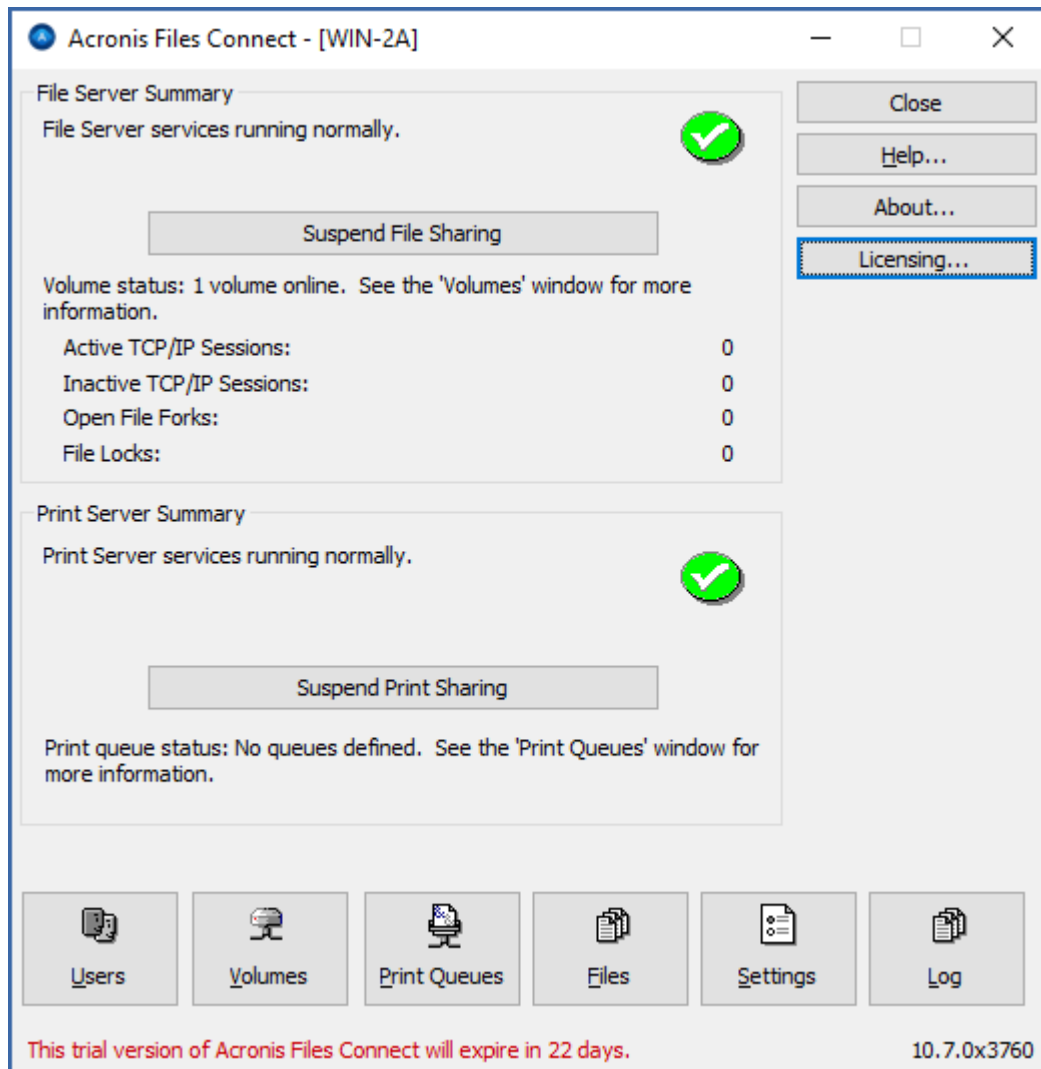 Acronis Files Connect - [WIN-2A]
File Server Summary
File Server services running normally.
Suspend File Sharing
Volume status: 1 volume online.  See the 'Volumes' window for more
information.
Active TCP/IP Sessions: 0
Inactive TCP/IP Sessions: 0
Open File Forks: 0
File Locks: 0
Close
Help...
About...
Licensing...
Print Server Summary
Print Server services running normally.
Suspend Print Sharing
Print queue status: No queues defined.  See the 'Print Queues' window for
more information.
Users
Volumes
Print Queues
Files
Settings
Log
This trial version of Acronis Files Connect will expire in 22 days.
10.7.0x3760